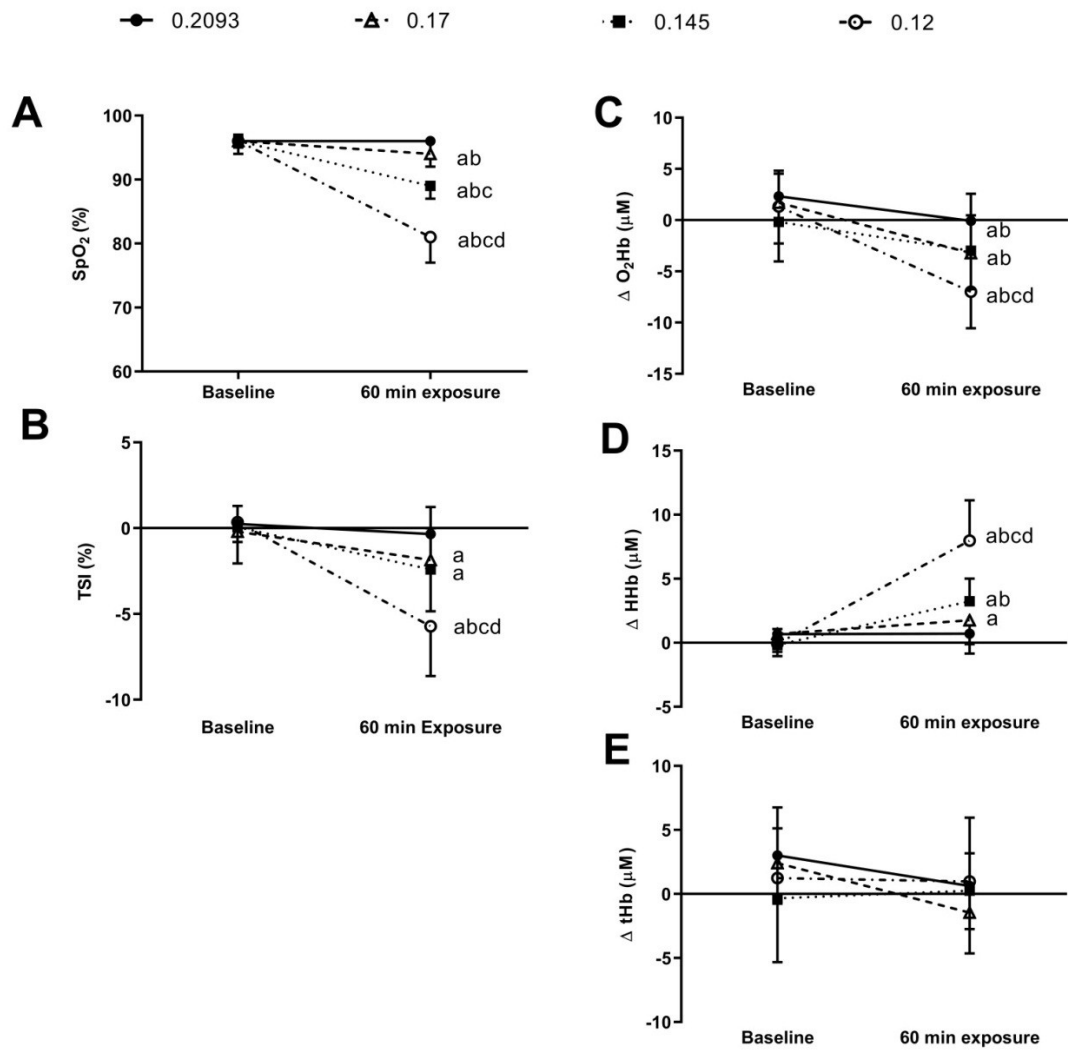 0.2093 0.17 0.145 0.12
A
SpO₂ (%)
100
90
80
70
60
ab
abc
abcd
Baseline 60 min exposure
B
TSI (%)
5
0
-5
-10
a
a
abcd
Baseline 60 min Exposure
C
Δ O₂Hb (μM)
10
5
0
-5
-10
-15
ab
ab
abcd
Baseline 60 min exposure
D
Δ HHb (μM)
15
10
5
0
-5
abcd
ab
a
Baseline 60 min exposure
E
Δ tHb (μM)
10
5
0
-5
-10
Baseline 60 min exposure